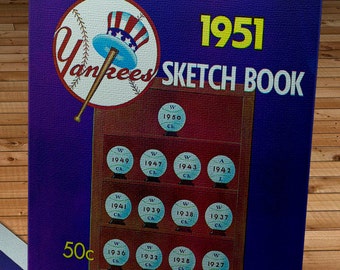 1951
Yankees
SKETCH BOOK
W
1950
Ch.
W W W A
1949 1947 1943 1942
Ch. Ch. Ch. L
W W W W
1941 1939 1938 1937
Ch. Ch. Ch. Ch.
50c
W W W W
1936 1932 1928 1927
Ch. Ch. Ch. Ch.